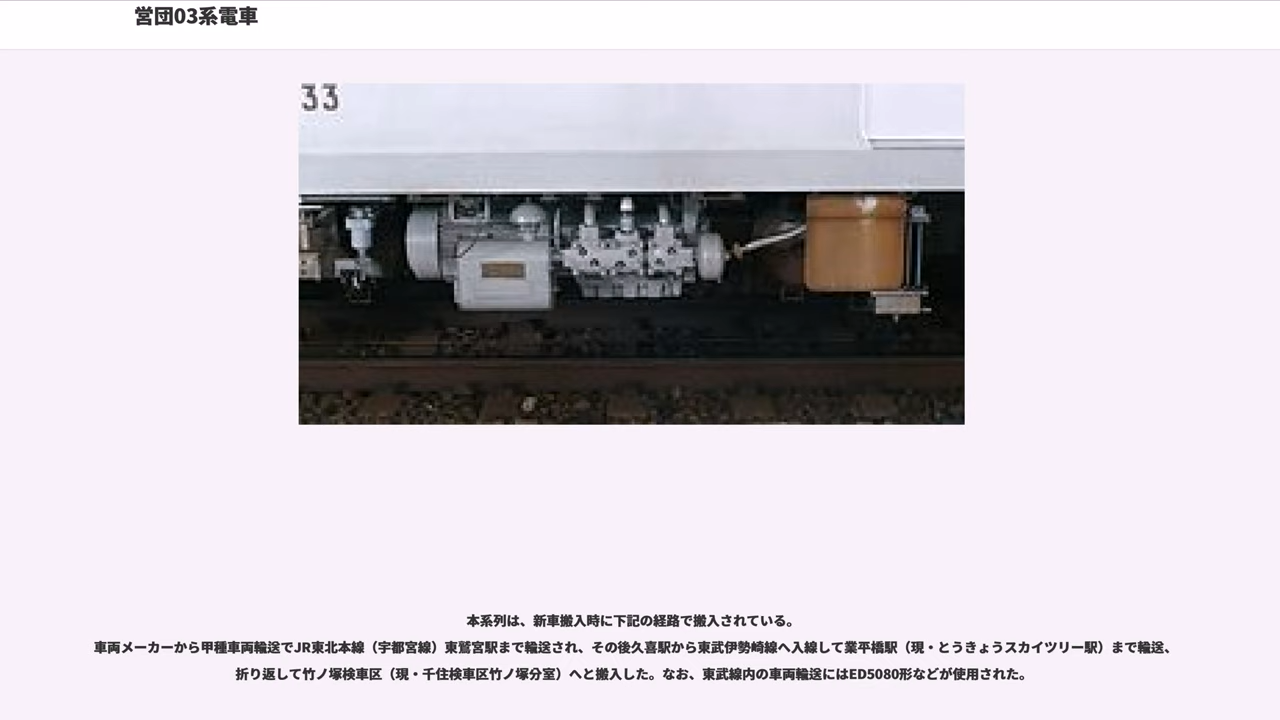 営団03系電車
33
本系列は、新車搬入時に下記の経路で搬入されている。
車両メーカーから甲種車両輸送でJR東北本線（宇都宮線）東鷲宮駅まで輸送され、その後久喜駅から東武伊勢崎線へ入線して業平橋駅（現・とうきょうスカイツリー駅）まで輸送、
折り返して竹ノ塚検車区（現・千住検車区竹ノ塚分室）へと搬入した。なお、東武線内の車両輸送にはED5080形などが使用された。